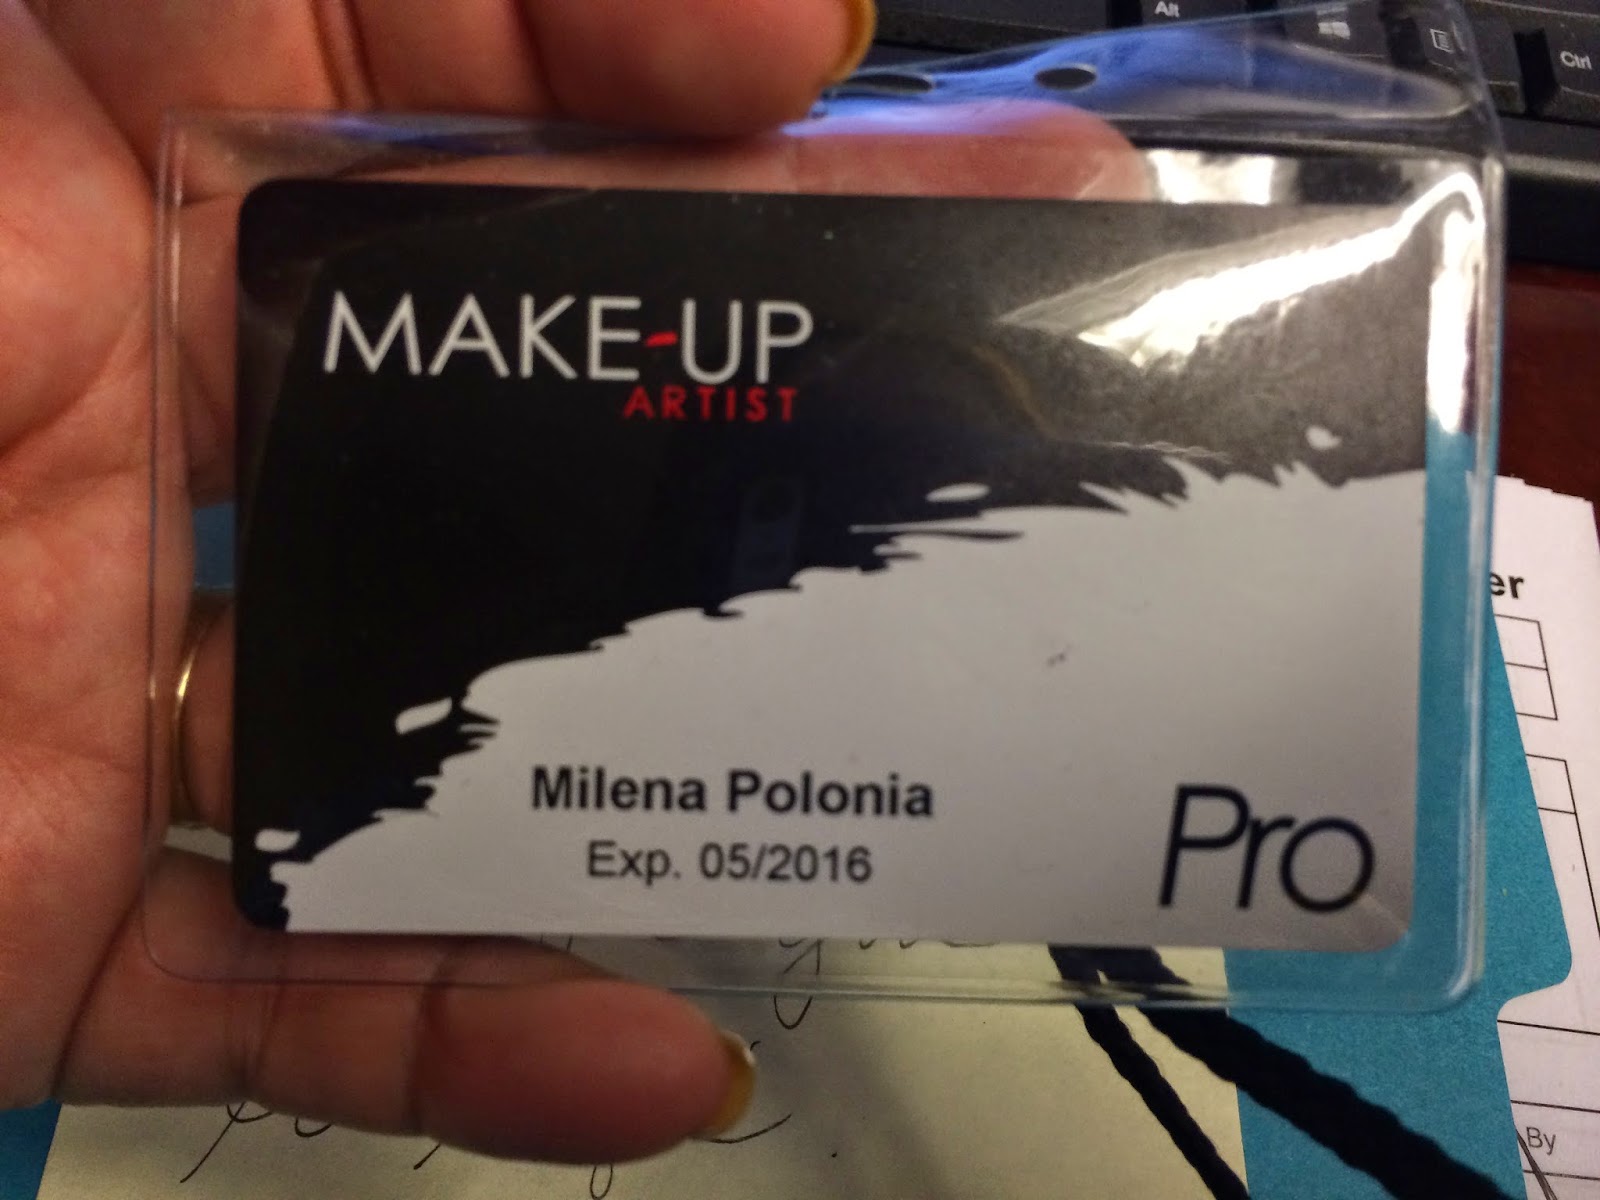 Alt
Ctrl
MAKE-UP
ARTIST
Milena Polonia
Exp. 05/2016
Pro
By